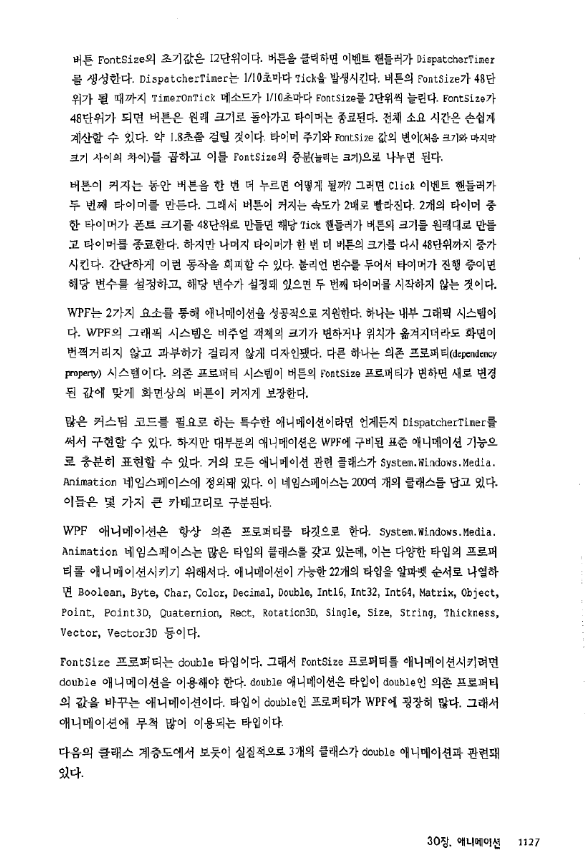 버튼 FontSize의 초기값은 12단위이다. 버튼을 클릭하면 이벤트 핸들러가 DispatcherTimer
를 생성한다. DispatcherTimer는 1/10초마다 Tick을 발생시킨다. 버튼의 FontSize가 48단
위가 될 때까지 TimerOnTick 메소드가 1/10초마다 FontSize를 2단위씩 늘린다. FontSize가
48단위가 되면 버튼은 원래 크기로 돌아가고 타이머는 종료된다. 전체 소요 시간은 손쉽게
계산할 수 있다. 약 1.8초쯤 걸릴 것이다. 타이머 주기와 FontSize 값의 변이(처음 크기와 마지막
크기 사이의 차이)를 곱하고 이를 FontSize의 증분(늘리는 크기)으로 나누면 된다.
버튼이 커지는 동안 버튼을 한 번 더 누르면 어떻게 될까? 그러면 Click 이벤트 핸들러가
두 번째 타이머를 만든다. 그래서 버튼이 커지는 속도가 2배로 빨라진다. 2개의 타이머 중
한 타이머가 폰트 크기를 48단위로 만들면 해당 Tick 핸들러가 버튼의 크기를 원래대로 만들
고 타이머를 종료한다. 하지만 나머지 타이머가 한 번 더 버튼의 크기를 다시 48단위까지 증가
시킨다. 간단하게 이런 동작을 회피할 수 있다. 불리언 변수를 두어서 타이머가 진행 중이면
해당 변수를 설정하고, 해당 변수가 설정돼 있으면 두 번째 타이머를 시작하지 않는 것이다.
WPF는 2가지 요소를 통해 애니메이션을 성공적으로 지원한다. 하나는 내부 그래픽 시스템이
다. WPF의 그래픽 시스템은 비주얼 객체의 크기가 변하거나 위치가 옮겨지더라도 화면이
번쩍거리지 않고 과부하가 걸리지 않게 디자인됐다. 다른 하나는 의존 프로퍼티(dependency
property) 시스템이다. 의존 프로퍼티 시스템이 버튼의 FontSize 프로퍼티가 변하면 새로 변경
된 값에 맞게 화면상의 버튼이 커지게 보장한다.
많은 커스텀 코드를 필요로 하는 특수한 애니메이션이라면 언제든지 DispatcherTimer를
써서 구현할 수 있다. 하지만 대부분의 애니메이션은 WPF에 구비된 표준 애니메이션 기능으
로 충분히 표현할 수 있다. 거의 모든 애니메이션 관련 클래스가 System.Windows.Media.
Animation 네임스페이스에 정의돼 있다. 이 네임스페이스는 200여 개의 클래스를 담고 있다.
이들은 몇 가지 큰 카테고리로 구분된다.
WPF 애니메이션은 항상 의존 프로퍼티를 타깃으로 한다. System.Windows.Media.
Animation 네임스페이스는 많은 타입의 클래스를 갖고 있는데, 이는 다양한 타입의 프로퍼
티를 애니메이션시키기 위해서다. 애니메이션이 가능한 22개의 타입을 알파벳 순서로 나열하
면 Boolean, Byte, Char, Color, Decimal, Double, Int16, Int32, Int64, Matrix, Object,
Point, Point3D, Quaternion, Rect, Rotation3D, Single, Size, String, Thickness,
Vector, Vector3D 등이다.
FontSize 프로퍼티는 double 타입이다. 그래서 FontSize 프로퍼티를 애니메이션시키려면
double 애니메이션을 이용해야 한다. double 애니메이션은 타입이 double인 의존 프로퍼티
의 값을 바꾸는 애니메이션이다. 타입이 double인 프로퍼티가 WPF에 굉장히 많다. 그래서
애니메이션에 무척 많이 이용되는 타입이다.
다음의 클래스 계층도에서 보듯이 실질적으로 3개의 클래스가 double 애니메이션과 관련돼
있다.
30장. 애니메이션 1127